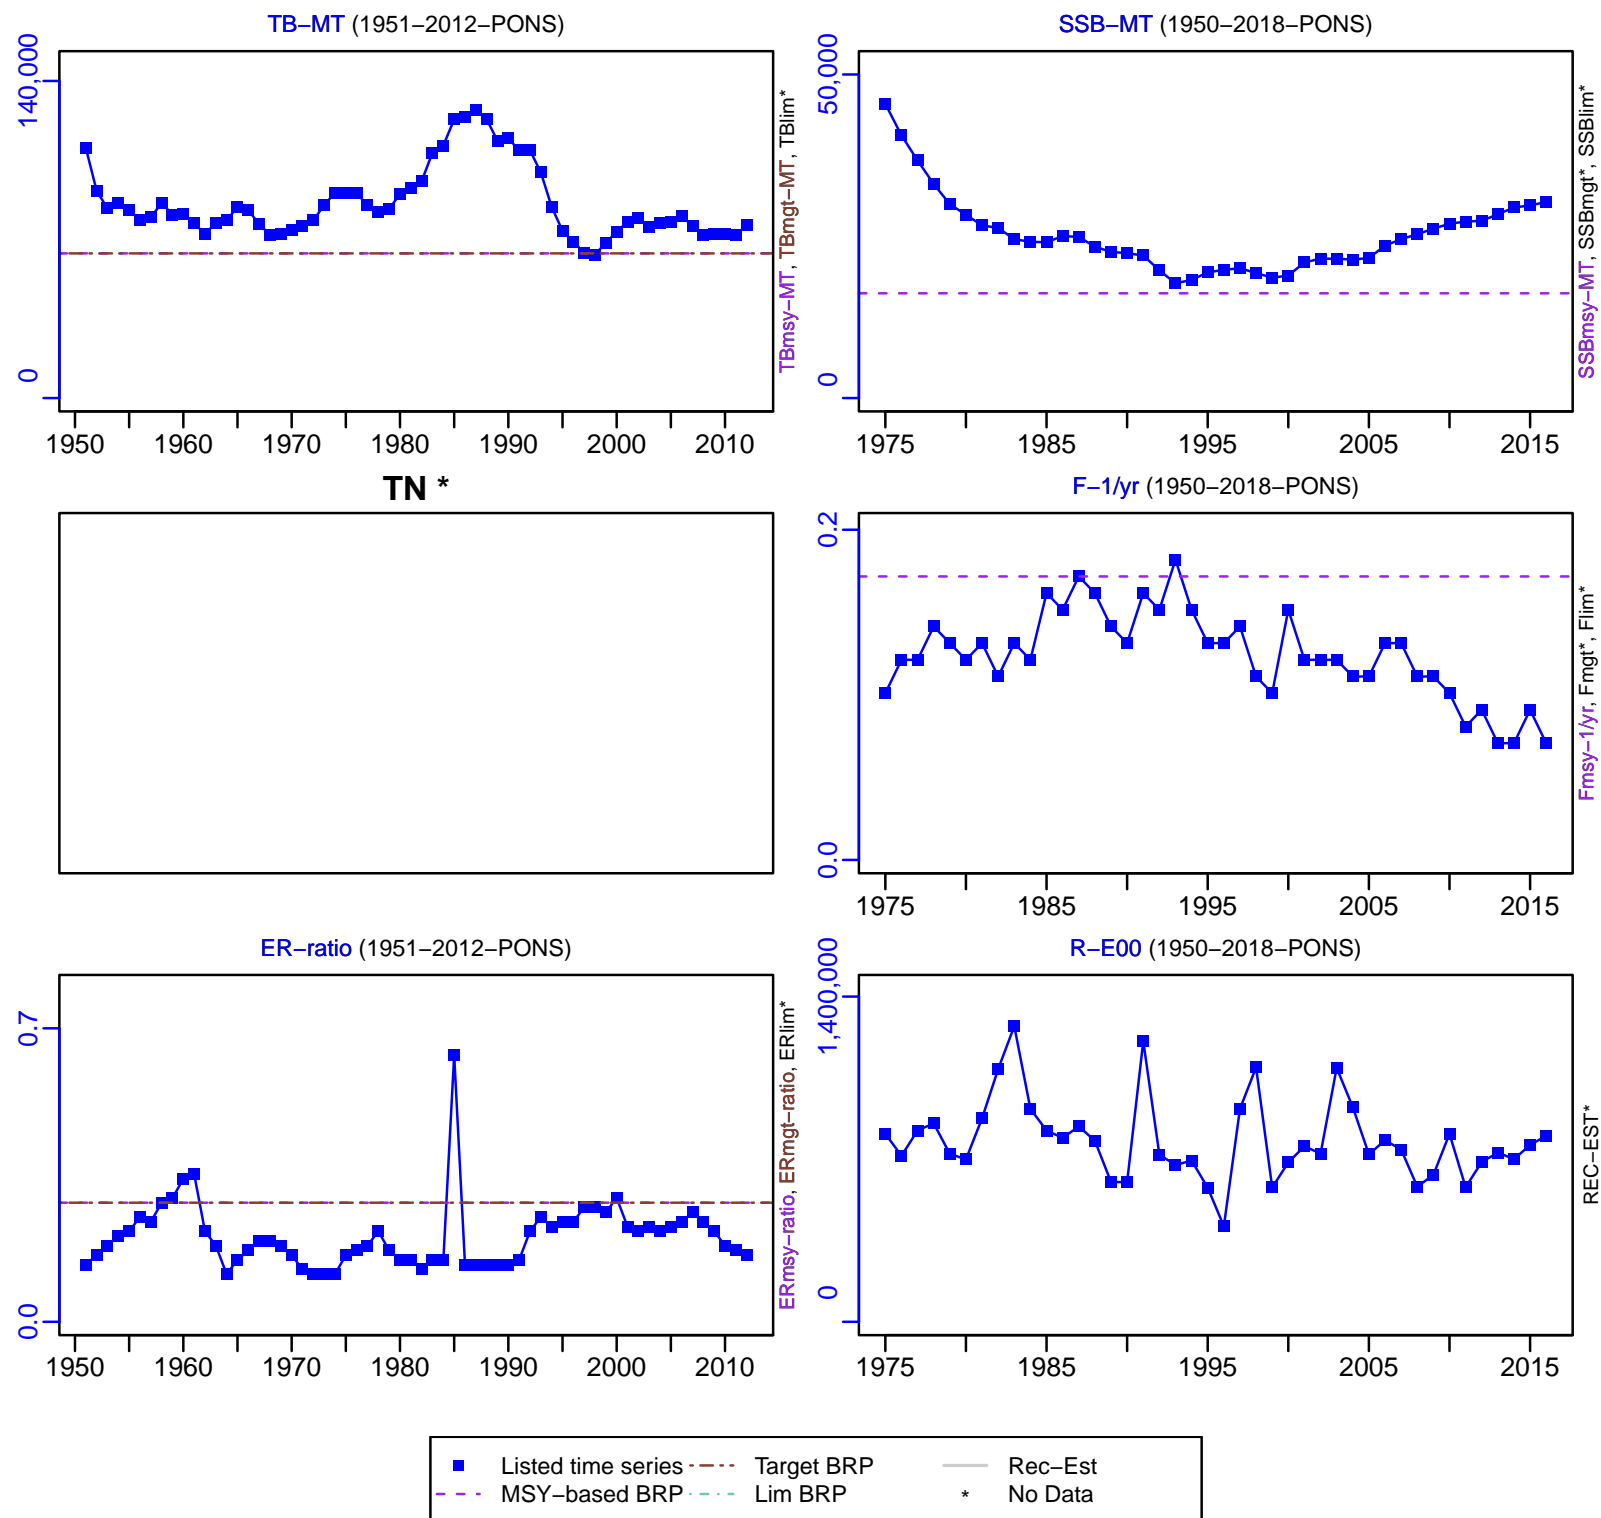 TB−MT (1951−2012−PONS)
140,000
0
TBmsy−MT, TBmgt−MT, TBlim*
1950 1960 1970 1980 1990 2000 2010
SSB−MT (1950−2018−PONS)
50,000
0
SSBmsy−MT, SSBmgt*, SSBlim*
1975 1985 1995 2005 2015
TN *
F−1/yr (1950−2018−PONS)
0.2
0.0
Fmsy−1/yr, Fmgt*, Flim*
1975 1985 1995 2005 2015
ER−ratio (1951−2012−PONS)
0.7
0.0
ERmsy−ratio, ERmgt−ratio, ERlim*
1950 1960 1970 1980 1990 2000 2010
R−E00 (1950−2018−PONS)
1,400,000
0
REC−EST*
1975 1985 1995 2005 2015
Listed time series Target BRP Rec−Est
MSY−based BRP Lim BRP * No Data